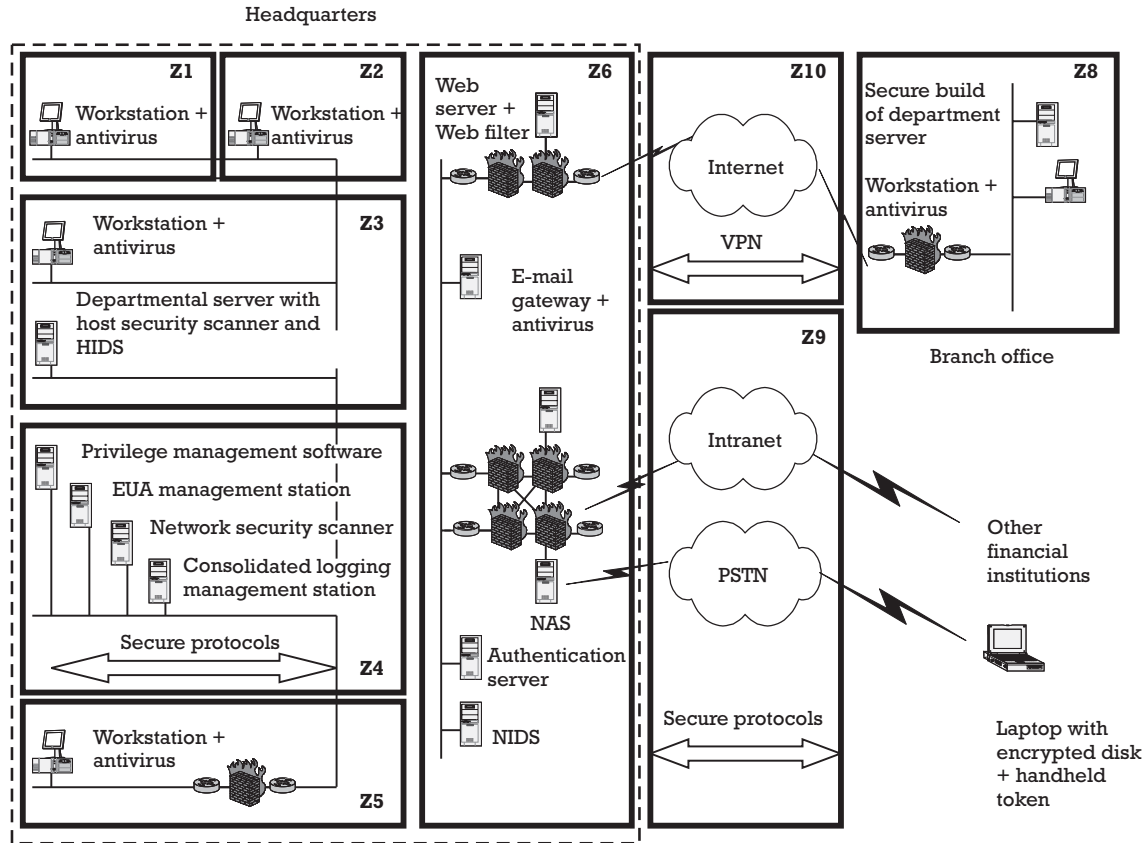 Headquarters
Z1
Workstation +
antivirus
Z2
Workstation +
antivirus
Z3
Workstation +
antivirus
Departmental server with
host security scanner and
HIDS
Privilege management software
EUA management station
Network security scanner
Consolidated logging
management station
Secure protocols
Z4
Workstation +
antivirus
Z5
Z6
Web
server +
Web filter
E-mail
gateway +
antivirus
NAS
Authentication
server
NIDS
Z10
Internet
VPN
Z9
Intranet
PSTN
Secure protocols
Z8
Secure build
of department
server
Workstation +
antivirus
Branch office
Other
financial
institutions
Laptop with
encrypted disk
+ handheld
token